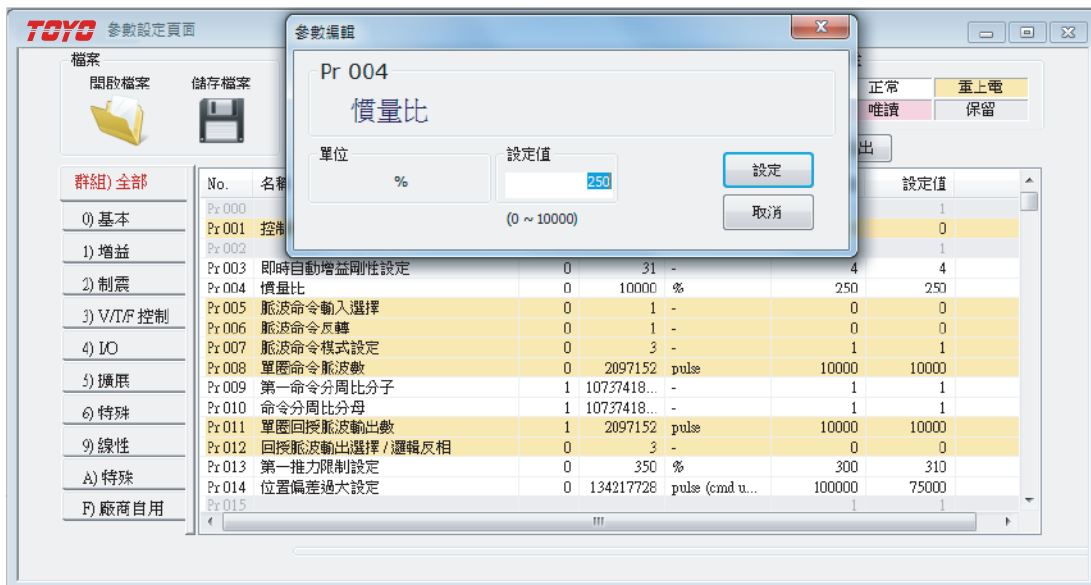 TOYO 參數設定頁面
參數編輯
檔案
開啟檔案 儲存檔案
Pr 004
慣量比
正常 重上電
唯讀 保留
出
單位 設定值
% 250 設定
(0 ~ 10000) 取消
群組) 全部
0) 基本
1) 增益
2) 制震
3) V/T/F 控制
4) I/O
5) 擴展
6) 特殊
9) 線性
A) 特殊
F) 廠商自用
No. 設定值
Pr 000 1
Pr 001 控制 0
Pr 002 1
Pr 003 即時自動增益剛性設定 0 31 - 4 4
Pr 004 慣量比 0 10000 % 250 250
Pr 005 脈波命令輸入選擇 0 1 - 0 0
Pr 006 脈波命令反轉 0 1 - 0 0
Pr 007 脈波命令模式設定 0 3 - 1 1
Pr 008 單圈命令脈波數 0 2097152 pulse 10000 10000
Pr 009 第一命令分周比分子 1 10737418... - 1 1
Pr 010 命令分周比分母 1 10737418... - 1 1
Pr 011 單圈回授脈波輸出數 1 2097152 pulse 10000 10000
Pr 012 回授脈波輸出選擇 / 邏輯反相 0 3 - 0 0
Pr 013 第一推力限制設定 0 350 % 300 310
Pr 014 位置偏差過大設定 0 134217728 pulse (cmd u... 100000 75000
Pr 015 1 1